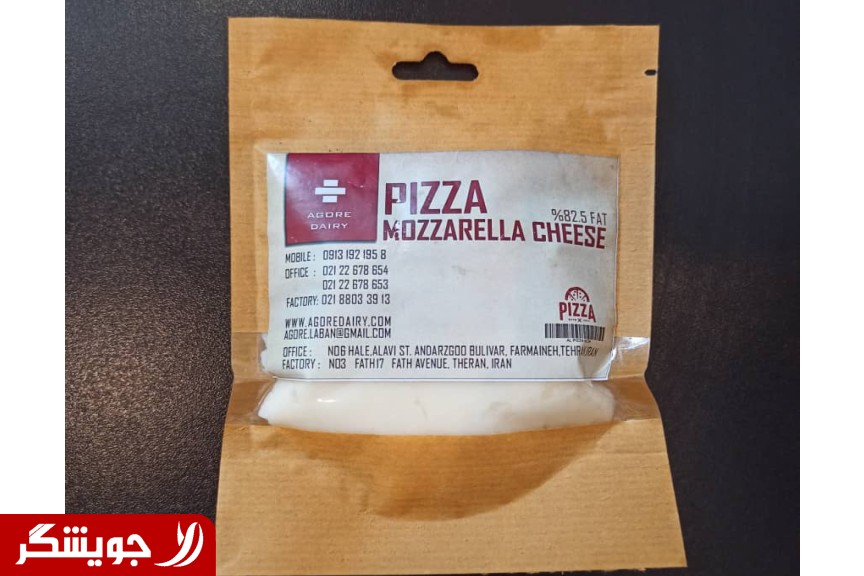 AGORE
DAIRY
PIZZA
%82.5 FAT
MOZZARELLA CHEESE
MOBILE : 0913 192 195 8
OFFICE : 021 22 678 654
021 22 678 653
FACTORY: 021 8803 39 13
PIZZA
WWW.AGOREDAIRY.COM
AGORE.LABAN@GMAIL.COM
OFFICE : NO6 HALE,ALAVI ST. ANDARZGOO BULIVAR, FARMAINEH,TEHRAN,IRAN
FACTORY : NO3 FATH17 FATH AVENUE, THERAN, IRAN
جویشگر